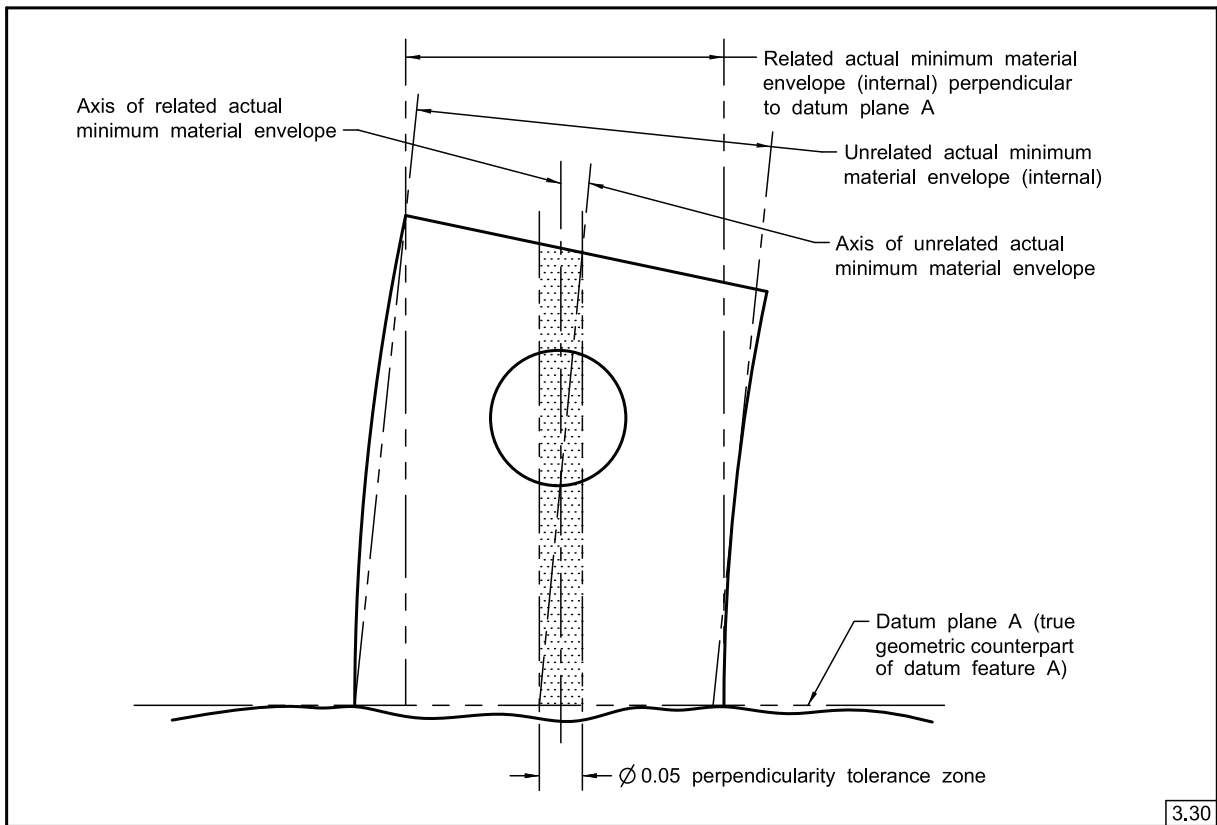 Related actual minimum material
envelope (internal) perpendicular
to datum plane A
Axis of related actual
minimum material envelope
Unrelated actual minimum
material envelope (internal)
Axis of unrelated actual
minimum material envelope
Datum plane A (true
geometric counterpart
of datum feature A)
∅ 0.05 perpendicularity tolerance zone
3.30